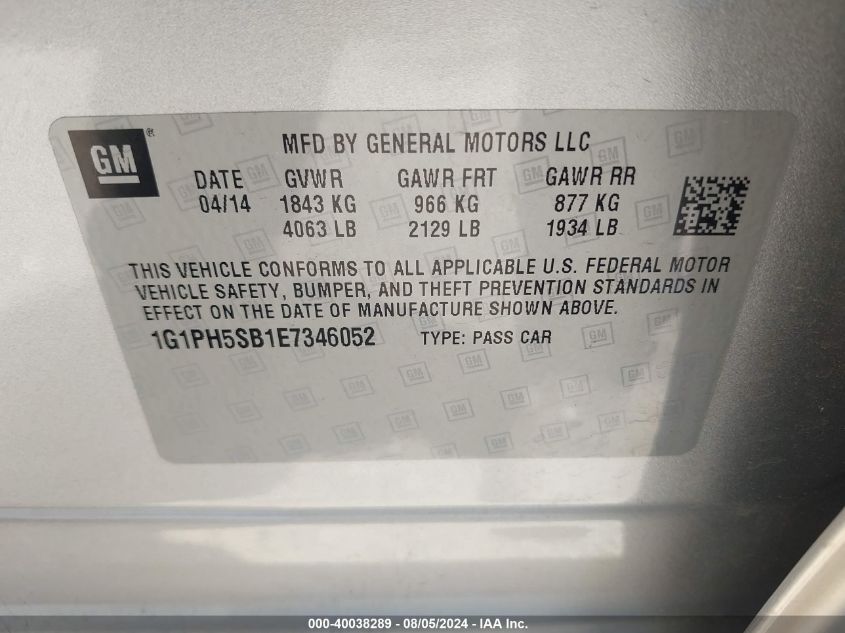 GM ®
MFD BY GENERAL MOTORS LLC
DATE GVWR GAWR FRT GAWR RR
04/14 1843 KG 966 KG 877 KG
4063 LB 2129 LB 1934 LB
THIS VEHICLE CONFORMS TO ALL APPLICABLE U.S. FEDERAL MOTOR
VEHICLE SAFETY, BUMPER, AND THEFT PREVENTION STANDARDS IN
EFFECT ON THE DATE OF MANUFACTURE SHOWN ABOVE.
1G1PH5SB1E7346052 TYPE: PASS CAR
000-40038289 - 08/05/2024 - IAA Inc.